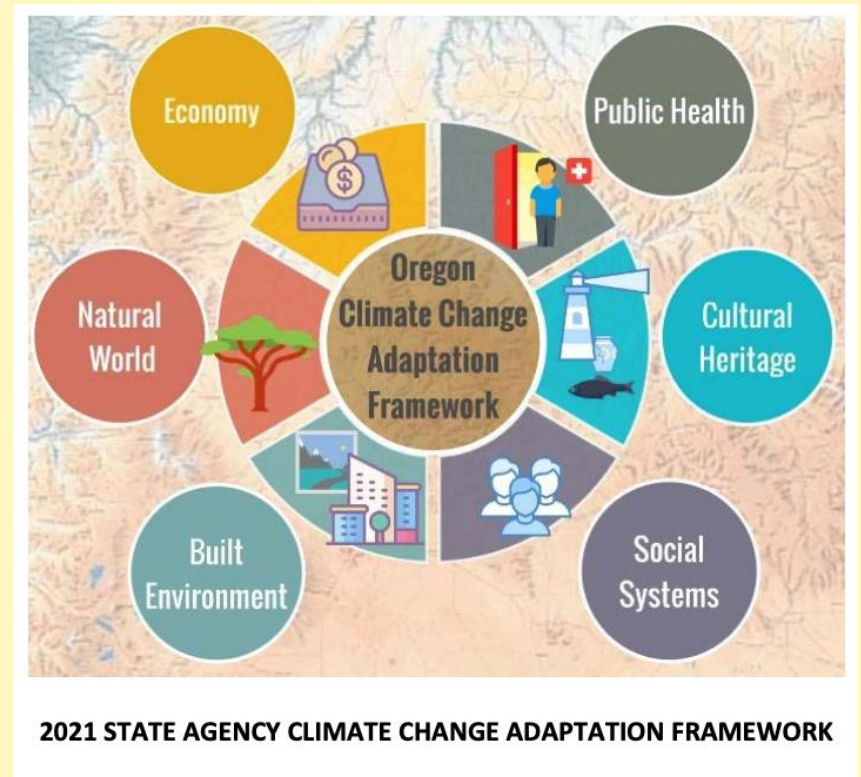 Economy
Public Health
Oregon
Climate Change
Adaptation
Framework
Natural
World
Cultural
Heritage
Built
Environment
Social
Systems
2021 STATE AGENCY CLIMATE CHANGE ADAPTATION FRAMEWORK